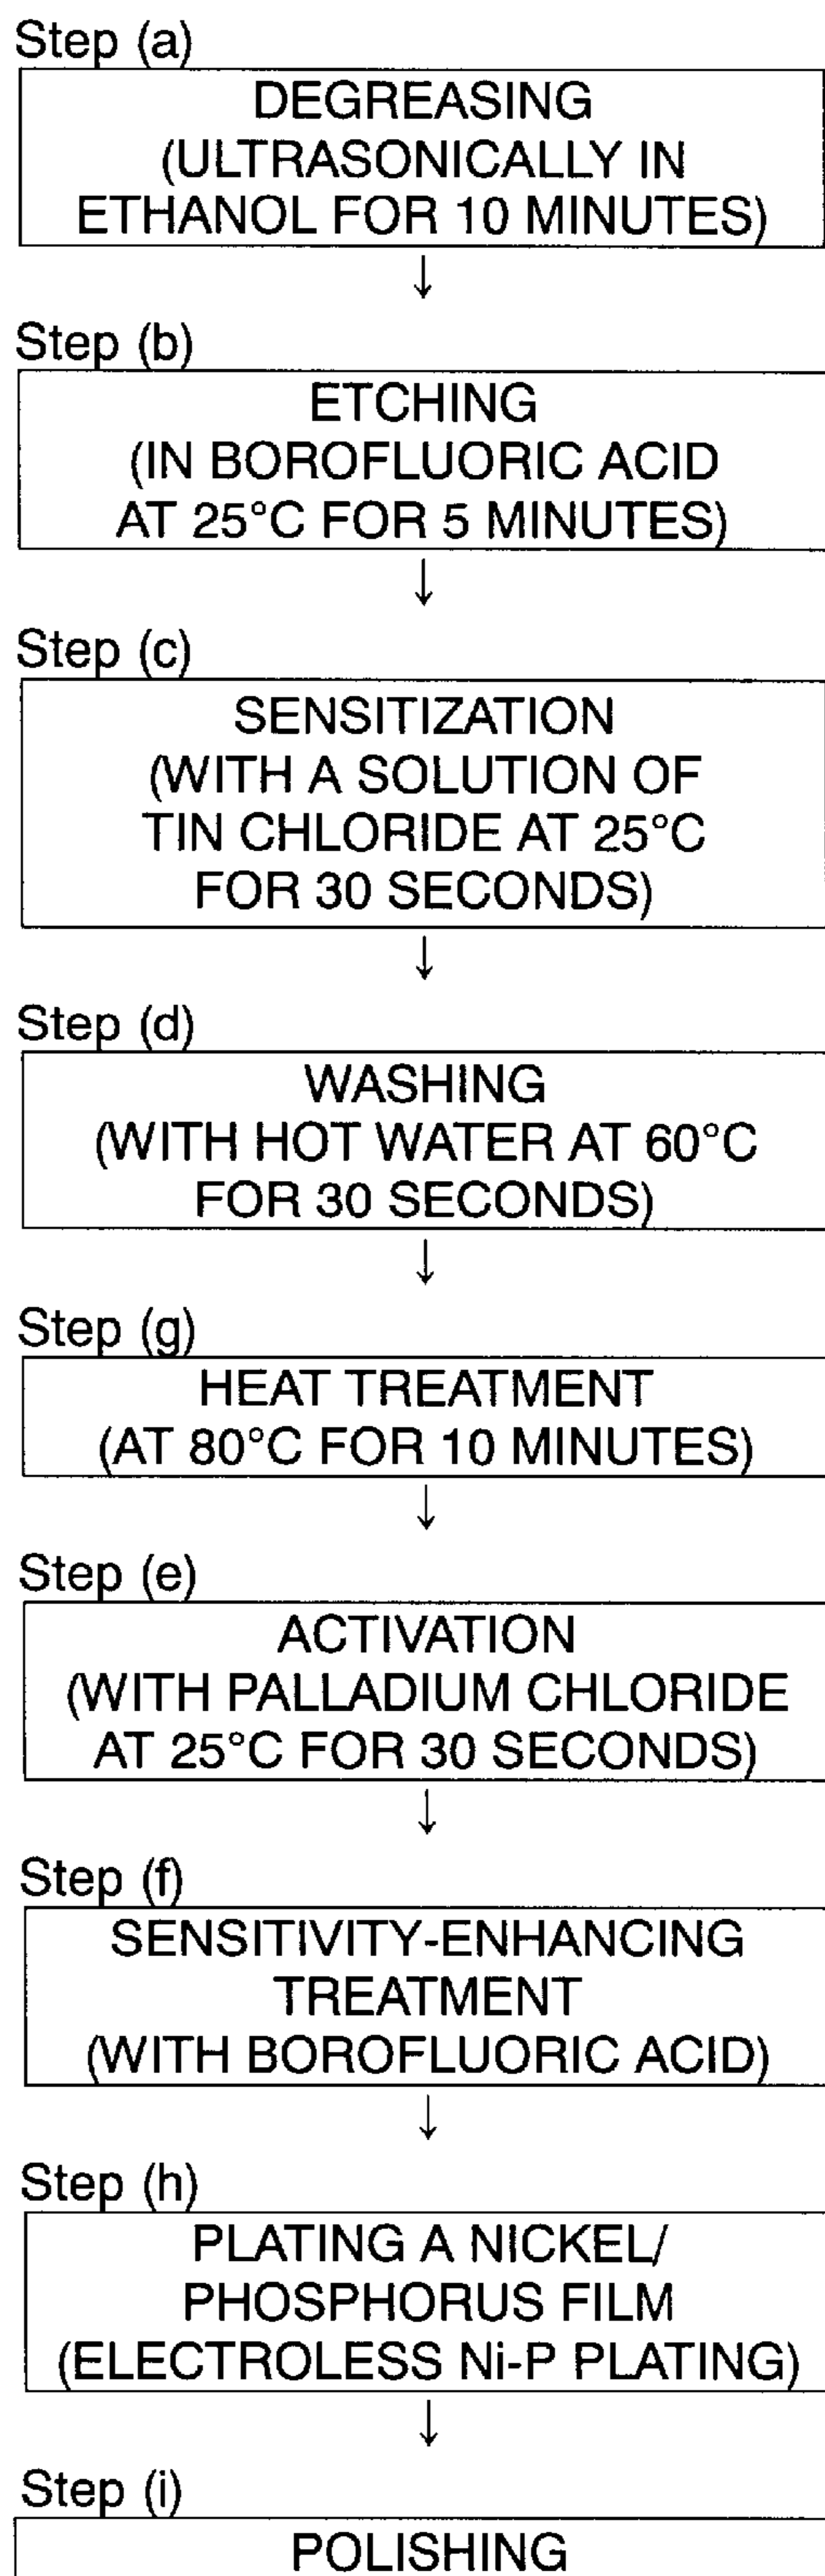 Step (a)
DEGREASING
(ULTRASONICALLY IN
ETHANOL FOR 10 MINUTES)
↓
Step (b)
ETCHING
(IN BOROFLUORIC ACID
AT 25°C FOR 5 MINUTES)
↓
Step (c)
SENSITIZATION
(WITH A SOLUTION OF
TIN CHLORIDE AT 25°C
FOR 30 SECONDS)
↓
Step (d)
WASHING
(WITH HOT WATER AT 60°C
FOR 30 SECONDS)
↓
Step (g)
HEAT TREATMENT
(AT 80°C FOR 10 MINUTES)
↓
Step (e)
ACTIVATION
(WITH PALLADIUM CHLORIDE
AT 25°C FOR 30 SECONDS)
↓
Step (f)
SENSITIVITY-ENHANCING
TREATMENT
(WITH BOROFLUORIC ACID)
↓
Step (h)
PLATING A NICKEL/
PHOSPHORUS FILM
(ELECTROLESS Ni-P PLATING)
↓
Step (i)
POLISHING